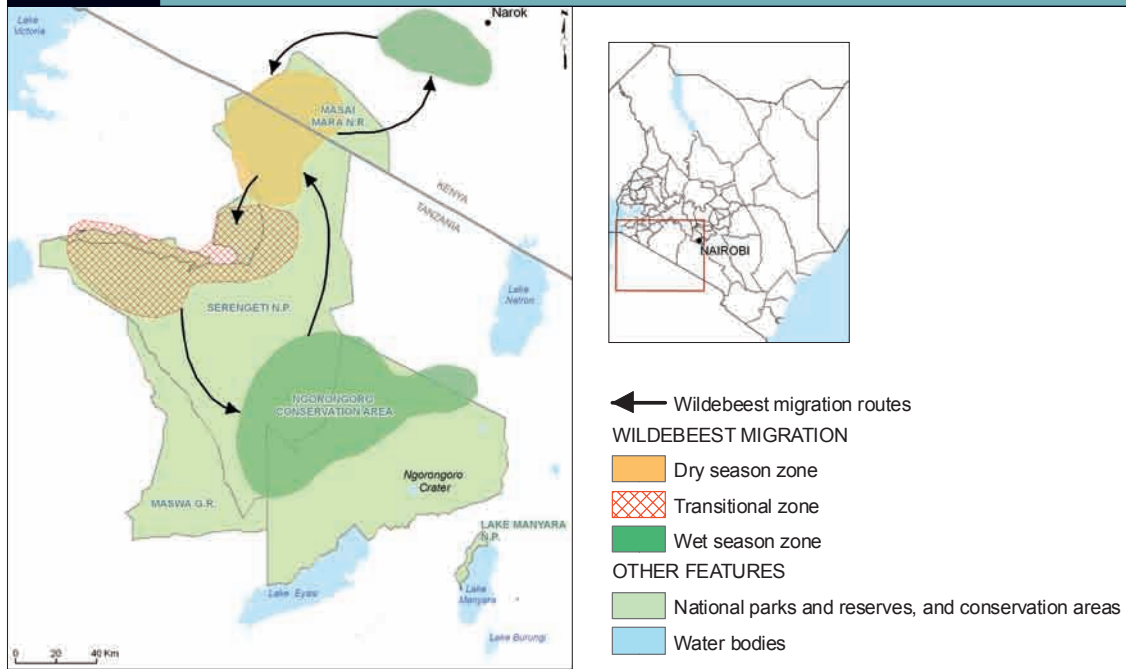 Lake
Victoria
Narok
N
MASAI
MARA N.R.
KENYA
TANZANIA
SERENGETI N.P.
Lake
Natron
NGORONGORO
CONSERVATION AREA
Ngorongoro
Crater
MASWA G.R.
LAKE MANYARA
N.P.
Lake Eyasi
Lake
Manyara
Lake Burungi
0 20 40 Km
NAIROBI
Wildebeest migration routes
WILDEBEEST MIGRATION
Dry season zone
Transitional zone
Wet season zone
OTHER FEATURES
National parks and reserves, and conservation areas
Water bodies